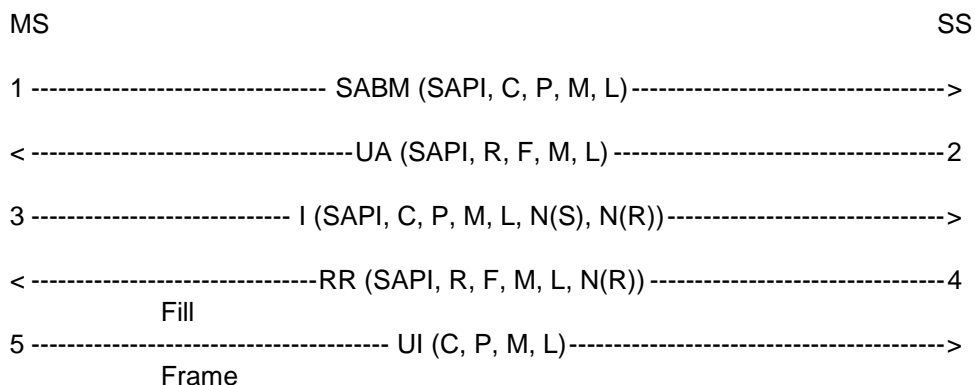 MS SS
1 --------------------------------- SABM (SAPI, C, P, M, L)----------------------------------->
< ------------------------------------UA (SAPI, R, F, M, L) -------------------------------------2
3 ----------------------------- I (SAPI, C, P, M, L, N(S), N(R))------------------------------->
< --------------------------------RR (SAPI, R, F, M, L, N(R)) ---------------------------------4
Fill
5 ---------------------------------------- UI (C, P, M, L)------------------------------------------>
Frame